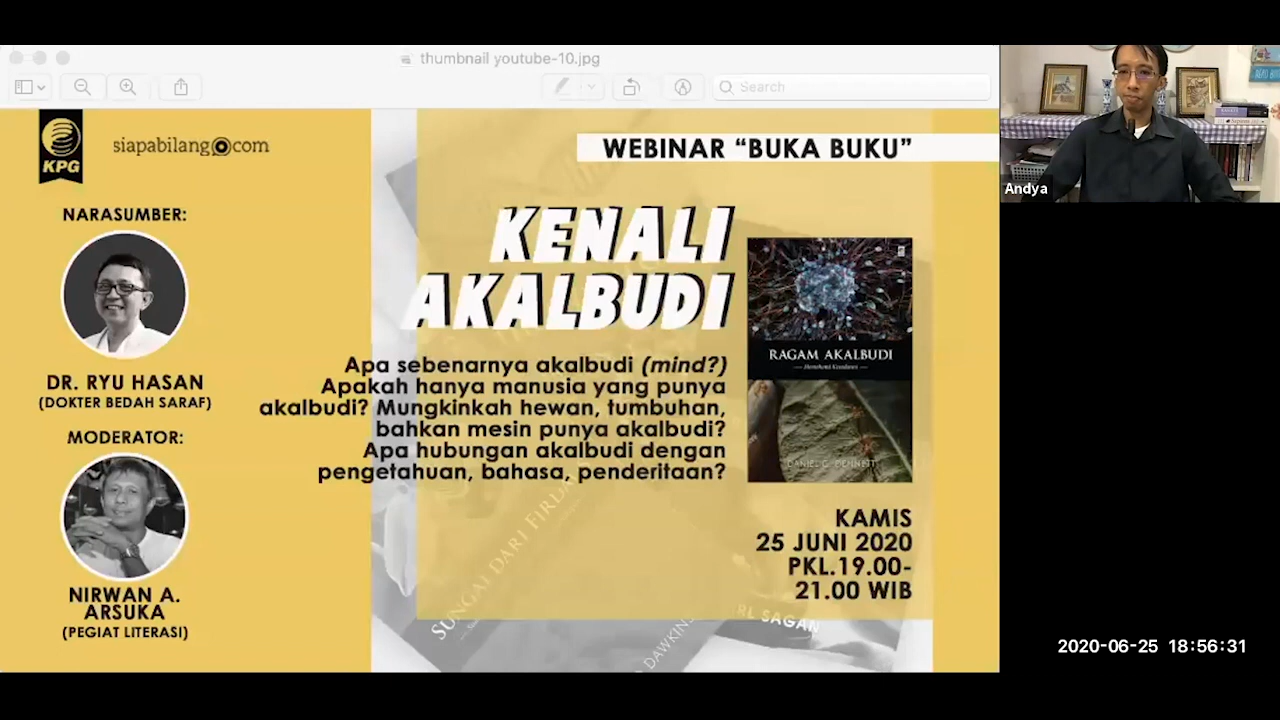 thumbnail youtube-10.jpg
Search
KPG
siapabilang.com
WEBINAR “BUKA BUKU”
NARASUMBER:
DR. RYU HASAN
(DOKTER BEDAH SARAF)
MODERATOR:
NIRWAN A.
ARSUKA
(PEGIAT LITERASI)
KENALI
AKALBUDI
Apa sebenarnya akalbudi (mind?)
Apakah hanya manusia yang punya
akalbudi? Mungkinkah hewan, tumbuhan,
bahkan mesin punya akalbudi?
Apa hubungan akalbudi dengan
pengetahuan, bahasa, penderitaan?
RAGAM AKALBUDI
DANIEL C. DENNETT
KAMIS
25 JUNI 2020
PKL.19.00-
21.00 WIB
SUNGAI DARI FIRDA
DAWKINS
RL SAGAN
Andya
2020-06-25 18:56:31